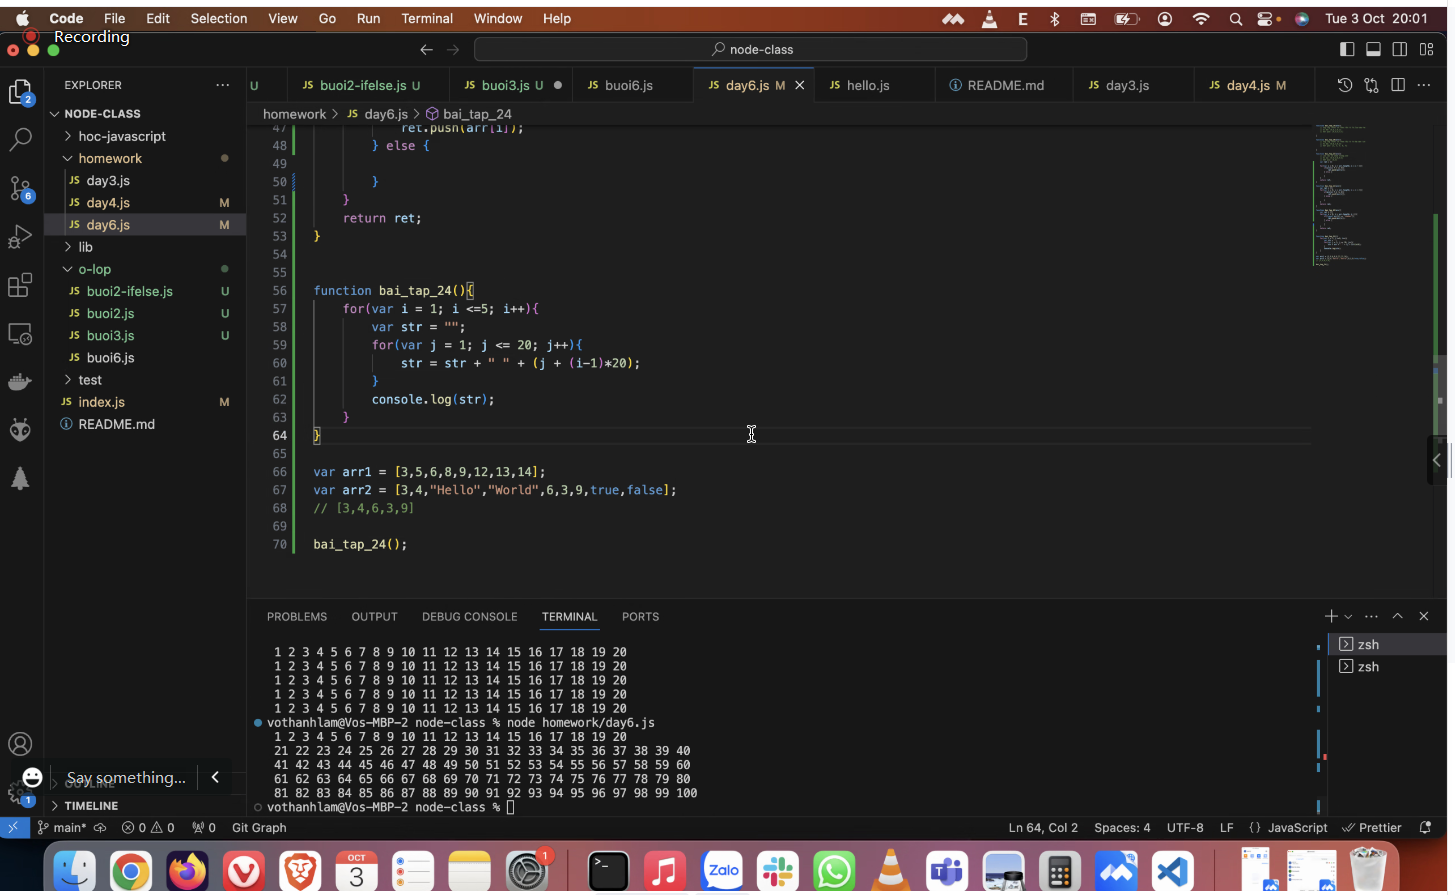 Code File Edit Selection View Go Run Terminal Window Help E Tue 3 Oct 20:01
Recording
node-class
EXPLORER
U JS buoi2-ifelse.js U JS buoi3.js U JS buoi6.js JS day6.js M JS hello.js README.md JS day3.js JS day4.js M
homework > JS day6.js > bai_tap_24
NODE-CLASS
hoc-javascript
homework
JS day3.js
JS day4.js M
JS day6.js M
lib
o-lop
JS buoi2-ifelse.js U
JS buoi2.js U
JS buoi3.js U
JS buoi6.js
test
JS index.js M
README.md
2
6
47 ret.push(arr[i]);
48 } else {
49
50 }
51 }
52 return ret;
53 }
54
55
56 function bai_tap_24(){
57 for(var i = 1; i <=5; i++){
58 var str = "";
59 for(var j = 1; j <= 20; j++){
60 str = str + " " + (j + (i-1)*20);
61 }
62 console.log(str);
63 }
64 }
65
66 var arr1 = [3,5,6,8,9,12,13,14];
67 var arr2 = [3,4,"Hello","World",6,3,9,true,false];
68 // [3,4,6,3,9]
69
70 bai_tap_24();
PROBLEMS OUTPUT DEBUG CONSOLE TERMINAL PORTS
zsh
zsh
1 2 3 4 5 6 7 8 9 10 11 12 13 14 15 16 17 18 19 20
1 2 3 4 5 6 7 8 9 10 11 12 13 14 15 16 17 18 19 20
1 2 3 4 5 6 7 8 9 10 11 12 13 14 15 16 17 18 19 20
1 2 3 4 5 6 7 8 9 10 11 12 13 14 15 16 17 18 19 20
1 2 3 4 5 6 7 8 9 10 11 12 13 14 15 16 17 18 19 20
vothanhlam@Vos-MBP-2 node-class % node homework/day6.js
1 2 3 4 5 6 7 8 9 10 11 12 13 14 15 16 17 18 19 20
21 22 23 24 25 26 27 28 29 30 31 32 33 34 35 36 37 38 39 40
41 42 43 44 45 46 47 48 49 50 51 52 53 54 55 56 57 58 59 60
61 62 63 64 65 66 67 68 69 70 71 72 73 74 75 76 77 78 79 80
81 82 83 84 85 86 87 88 89 90 91 92 93 94 95 96 97 98 99 100
vothanhlam@Vos-MBP-2 node-class %
Say something...
OUTLINE
1
TIMELINE
main* 0 0 0 Git Graph Ln 64, Col 2 Spaces: 4 UTF-8 LF {} JavaScript Prettier
OCT
3
1
Zalo